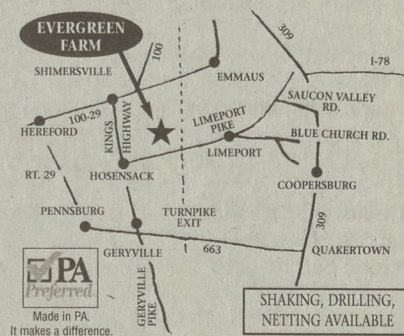 EVERGREEN
FARM
309
100
I-78
SHIMERSVILLE
EMMAUS
SAUCON VALLEY
RD.
100-29
KINGS
HIGHWAY
LIMEPORT
PIKE
HEREFORD
BLUE CHURCH RD.
LIMEPORT
RT. 29
HOSENSACK
COOPERSBURG
PENNSBURG
TURNPIKE
EXIT
309
GERYVILLE
663
QUAKERTOWN
PA
Preferred
GERYVILLE
PIKE
Made in PA.
It makes a difference.
SHAKING, DRILLING,
NETTING AVAILABLE